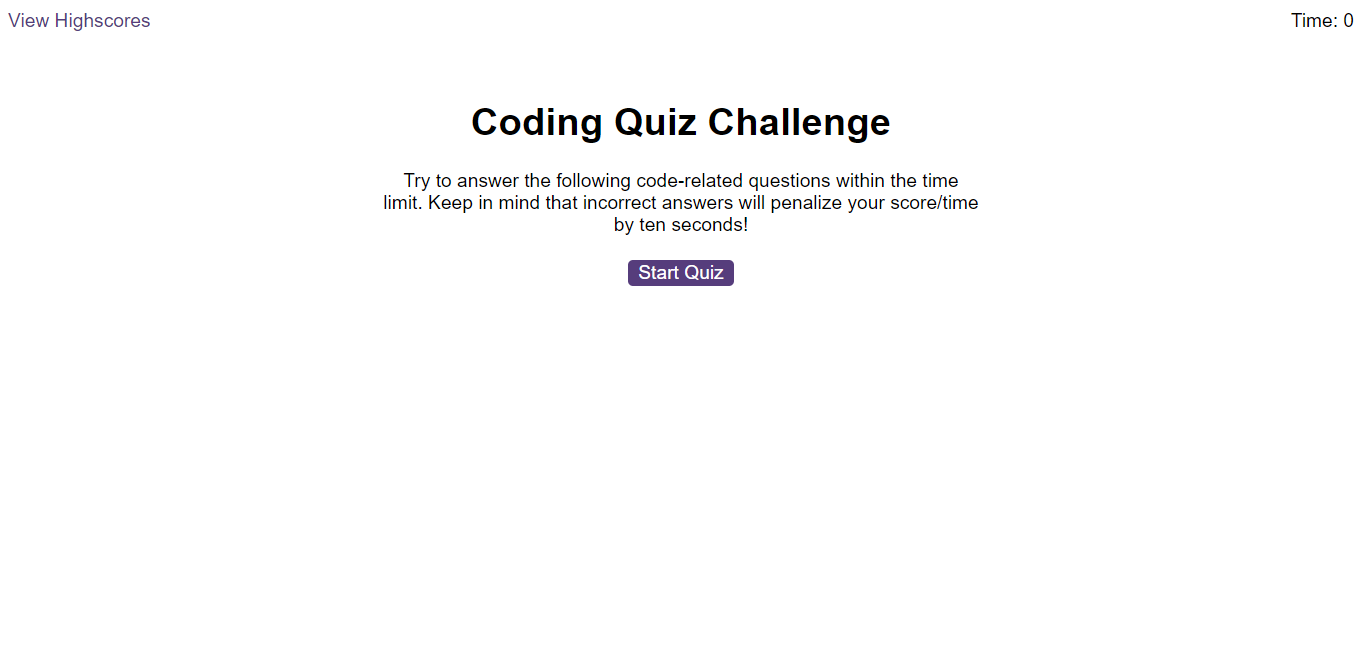 View Highscores
Time: 0
Coding Quiz Challenge
Try to answer the following code-related questions within the time
limit. Keep in mind that incorrect answers will penalize your score/time
by ten seconds!
Start Quiz